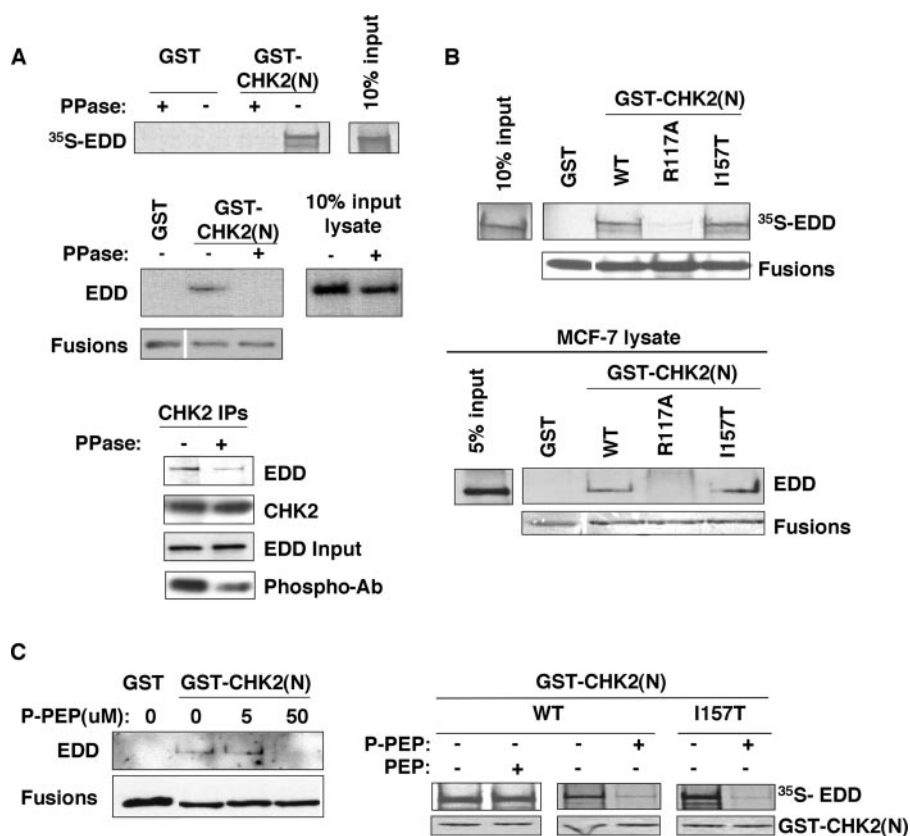 A
GST
GST-
CHK2(N)
10% input
PPase: + - + -
³⁵S-EDD
GST
GST-
CHK2(N)
10% input
lysate
PPase: - - + - +
EDD
Fusions
CHK2 IPs
PPase: - +
EDD
CHK2
EDD Input
Phospho-Ab
B
10% input
GST-CHK2(N)
GST
WT
R117A
I157T
³⁵S-EDD
Fusions
MCF-7 lysate
GST-CHK2(N)
5% input
GST
WT
R117A
I157T
EDD
Fusions
C
GST GST-CHK2(N)
P-PEP(uM): 0 0 5 50
EDD
Fusions
GST-CHK2(N)
WT I157T
P-PEP: - - - + - +
PEP: - + - - - -
³⁵S- EDD
GST-CHK2(N)